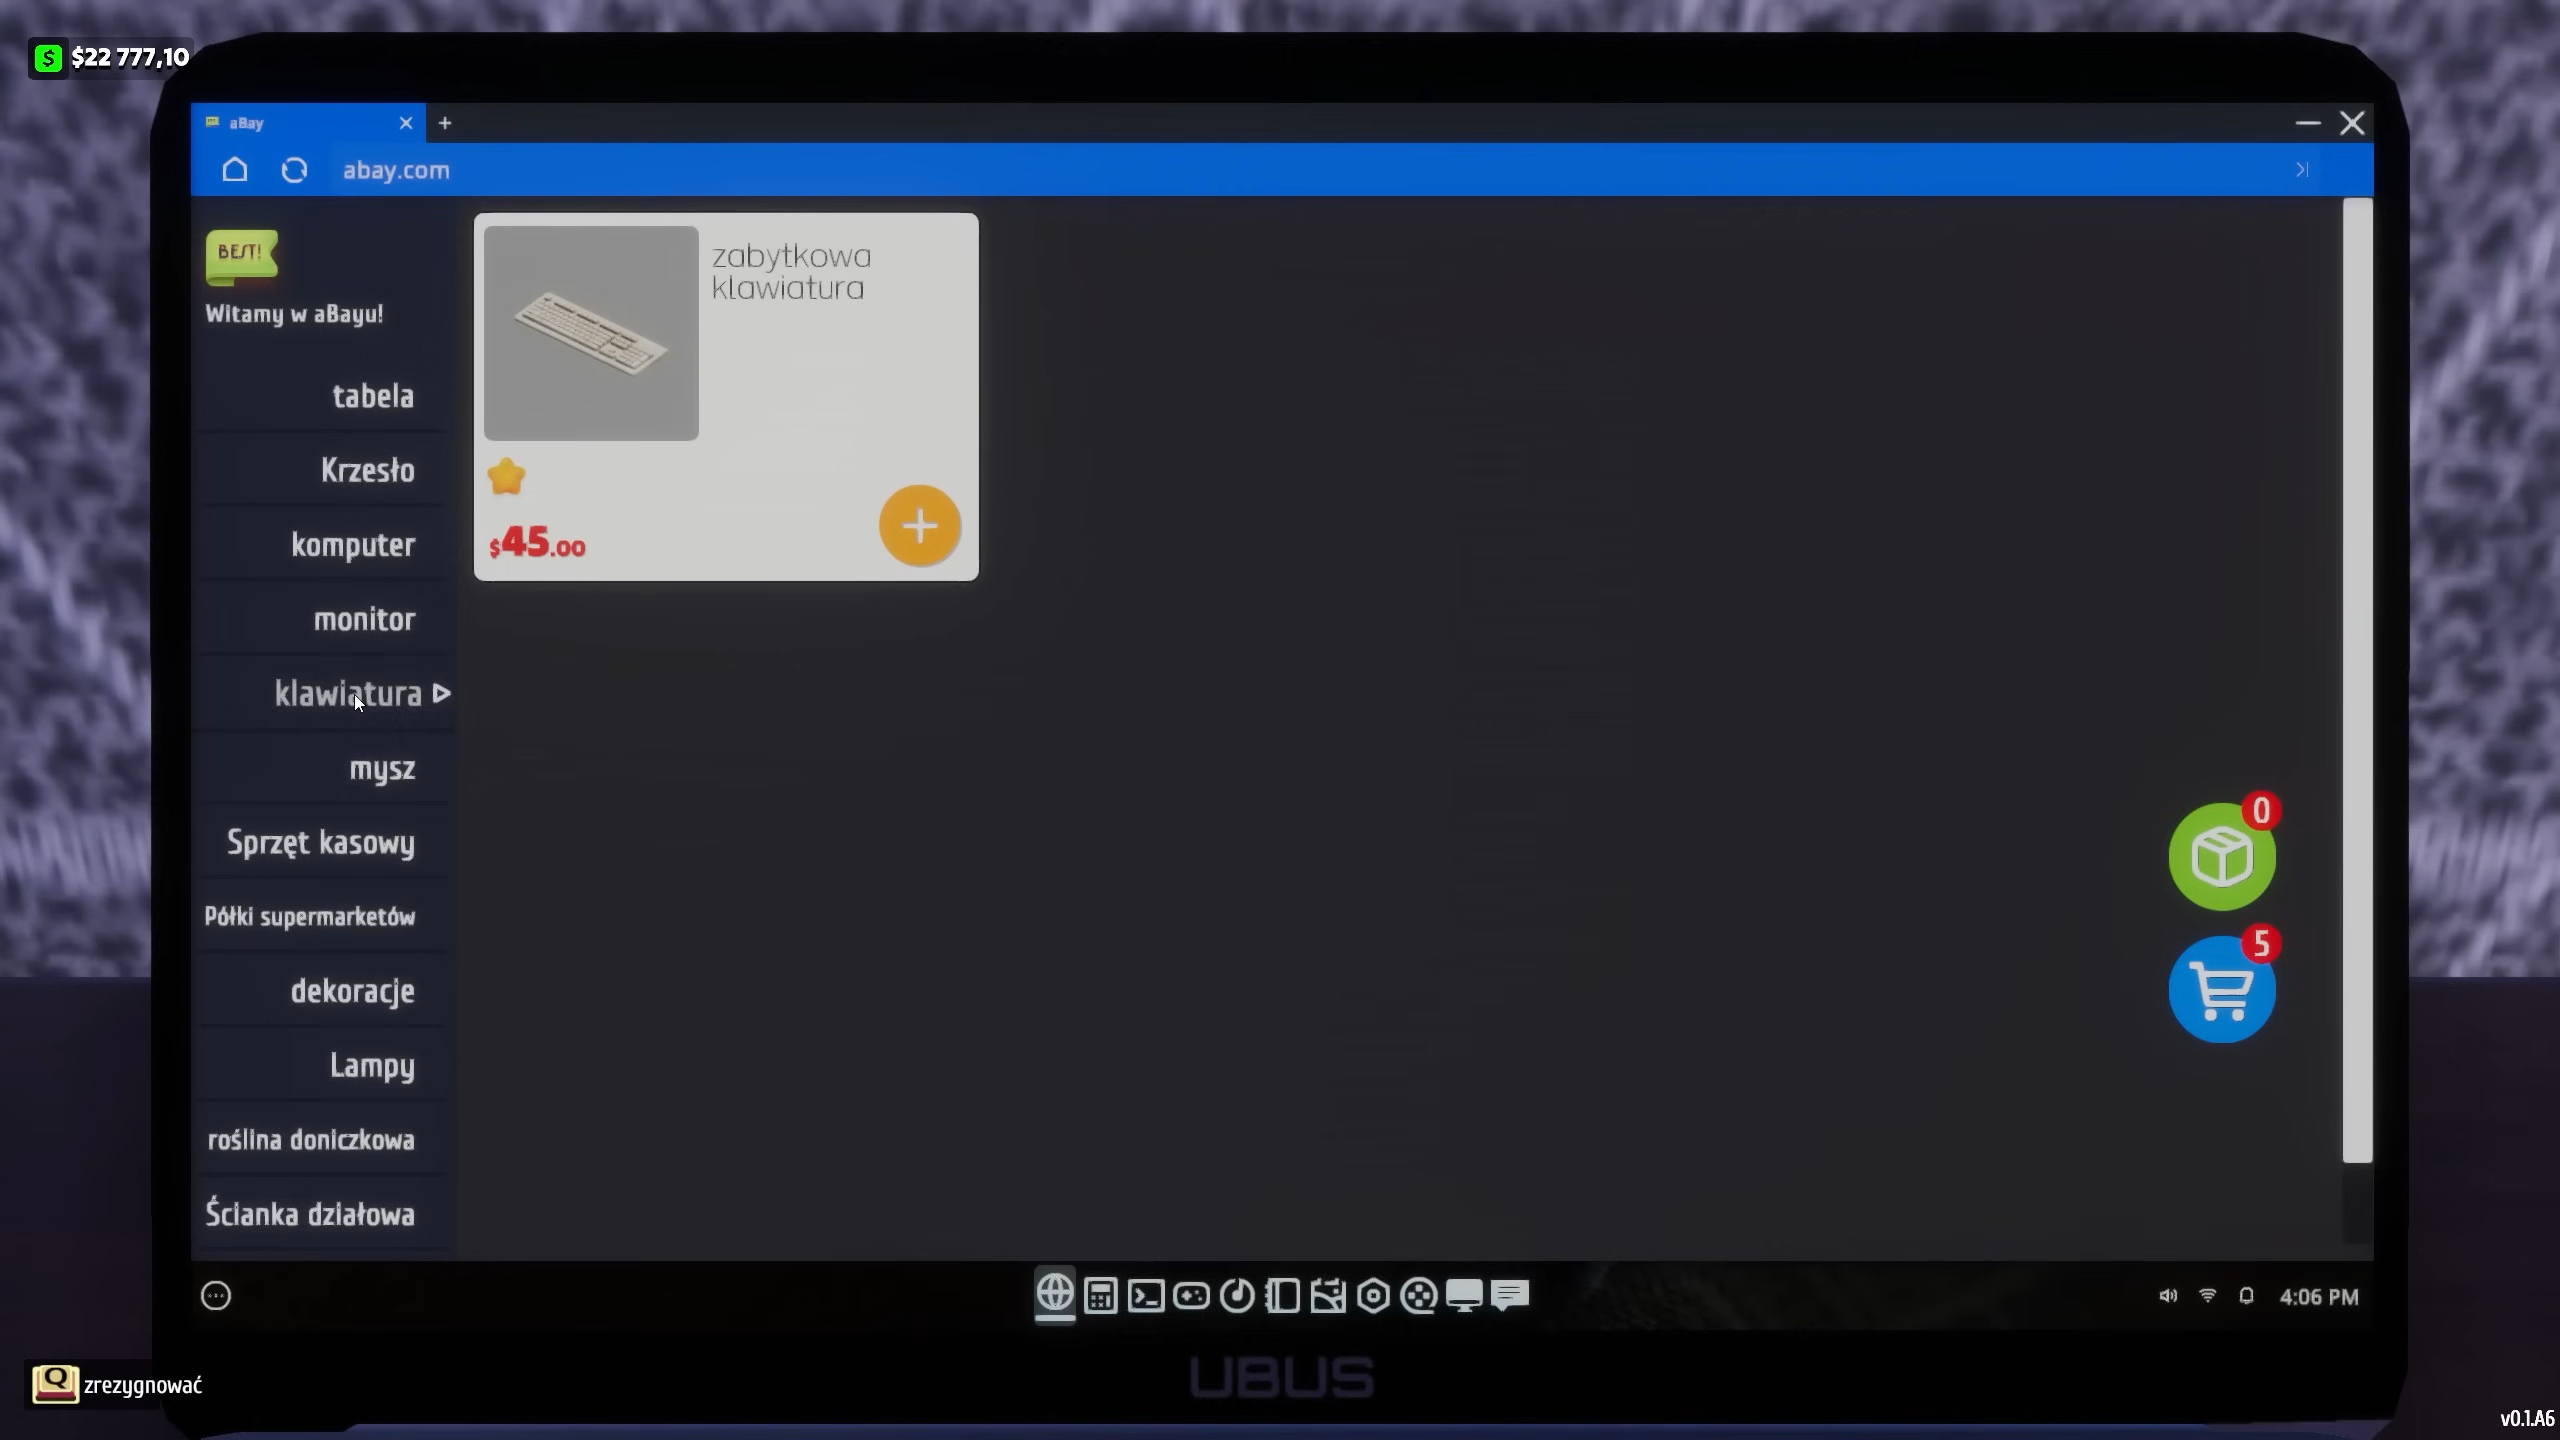 $ $22 777,10
aBay
abay.com
BEST!
Witamy w aBayu!
tabela
Krzesło
komputer
monitor
klawiatura
mysz
Sprzęt kasowy
Półki supermarketów
dekoracje
Lampy
roślina doniczkowa
Ścianka działowa
zabytkowa
klawiatura
$45.00
0
5
4:06 PM
UBUS
Q zrezygnować
v0.1.A6